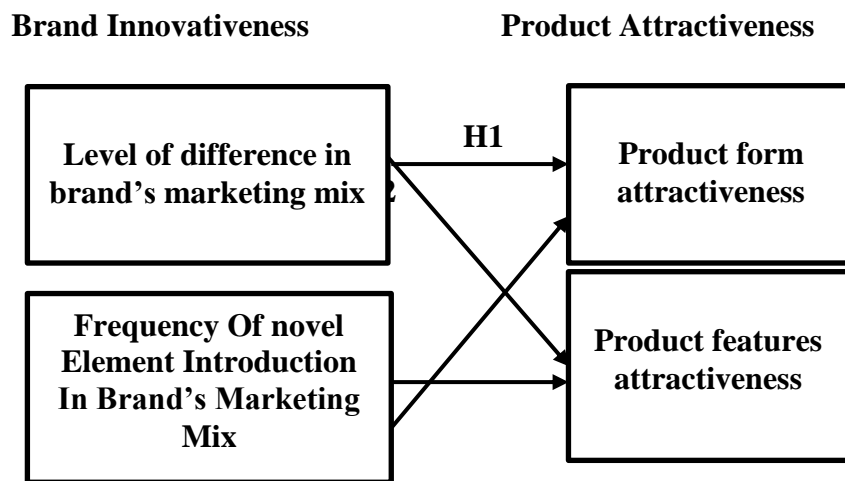 Brand Innovativeness
Product Attractiveness
Level of difference in
brand’s marketing mix
H1
2
Product form
attractiveness
Frequency Of novel
Element Introduction
In Brand’s Marketing
Mix
Product features
attractiveness